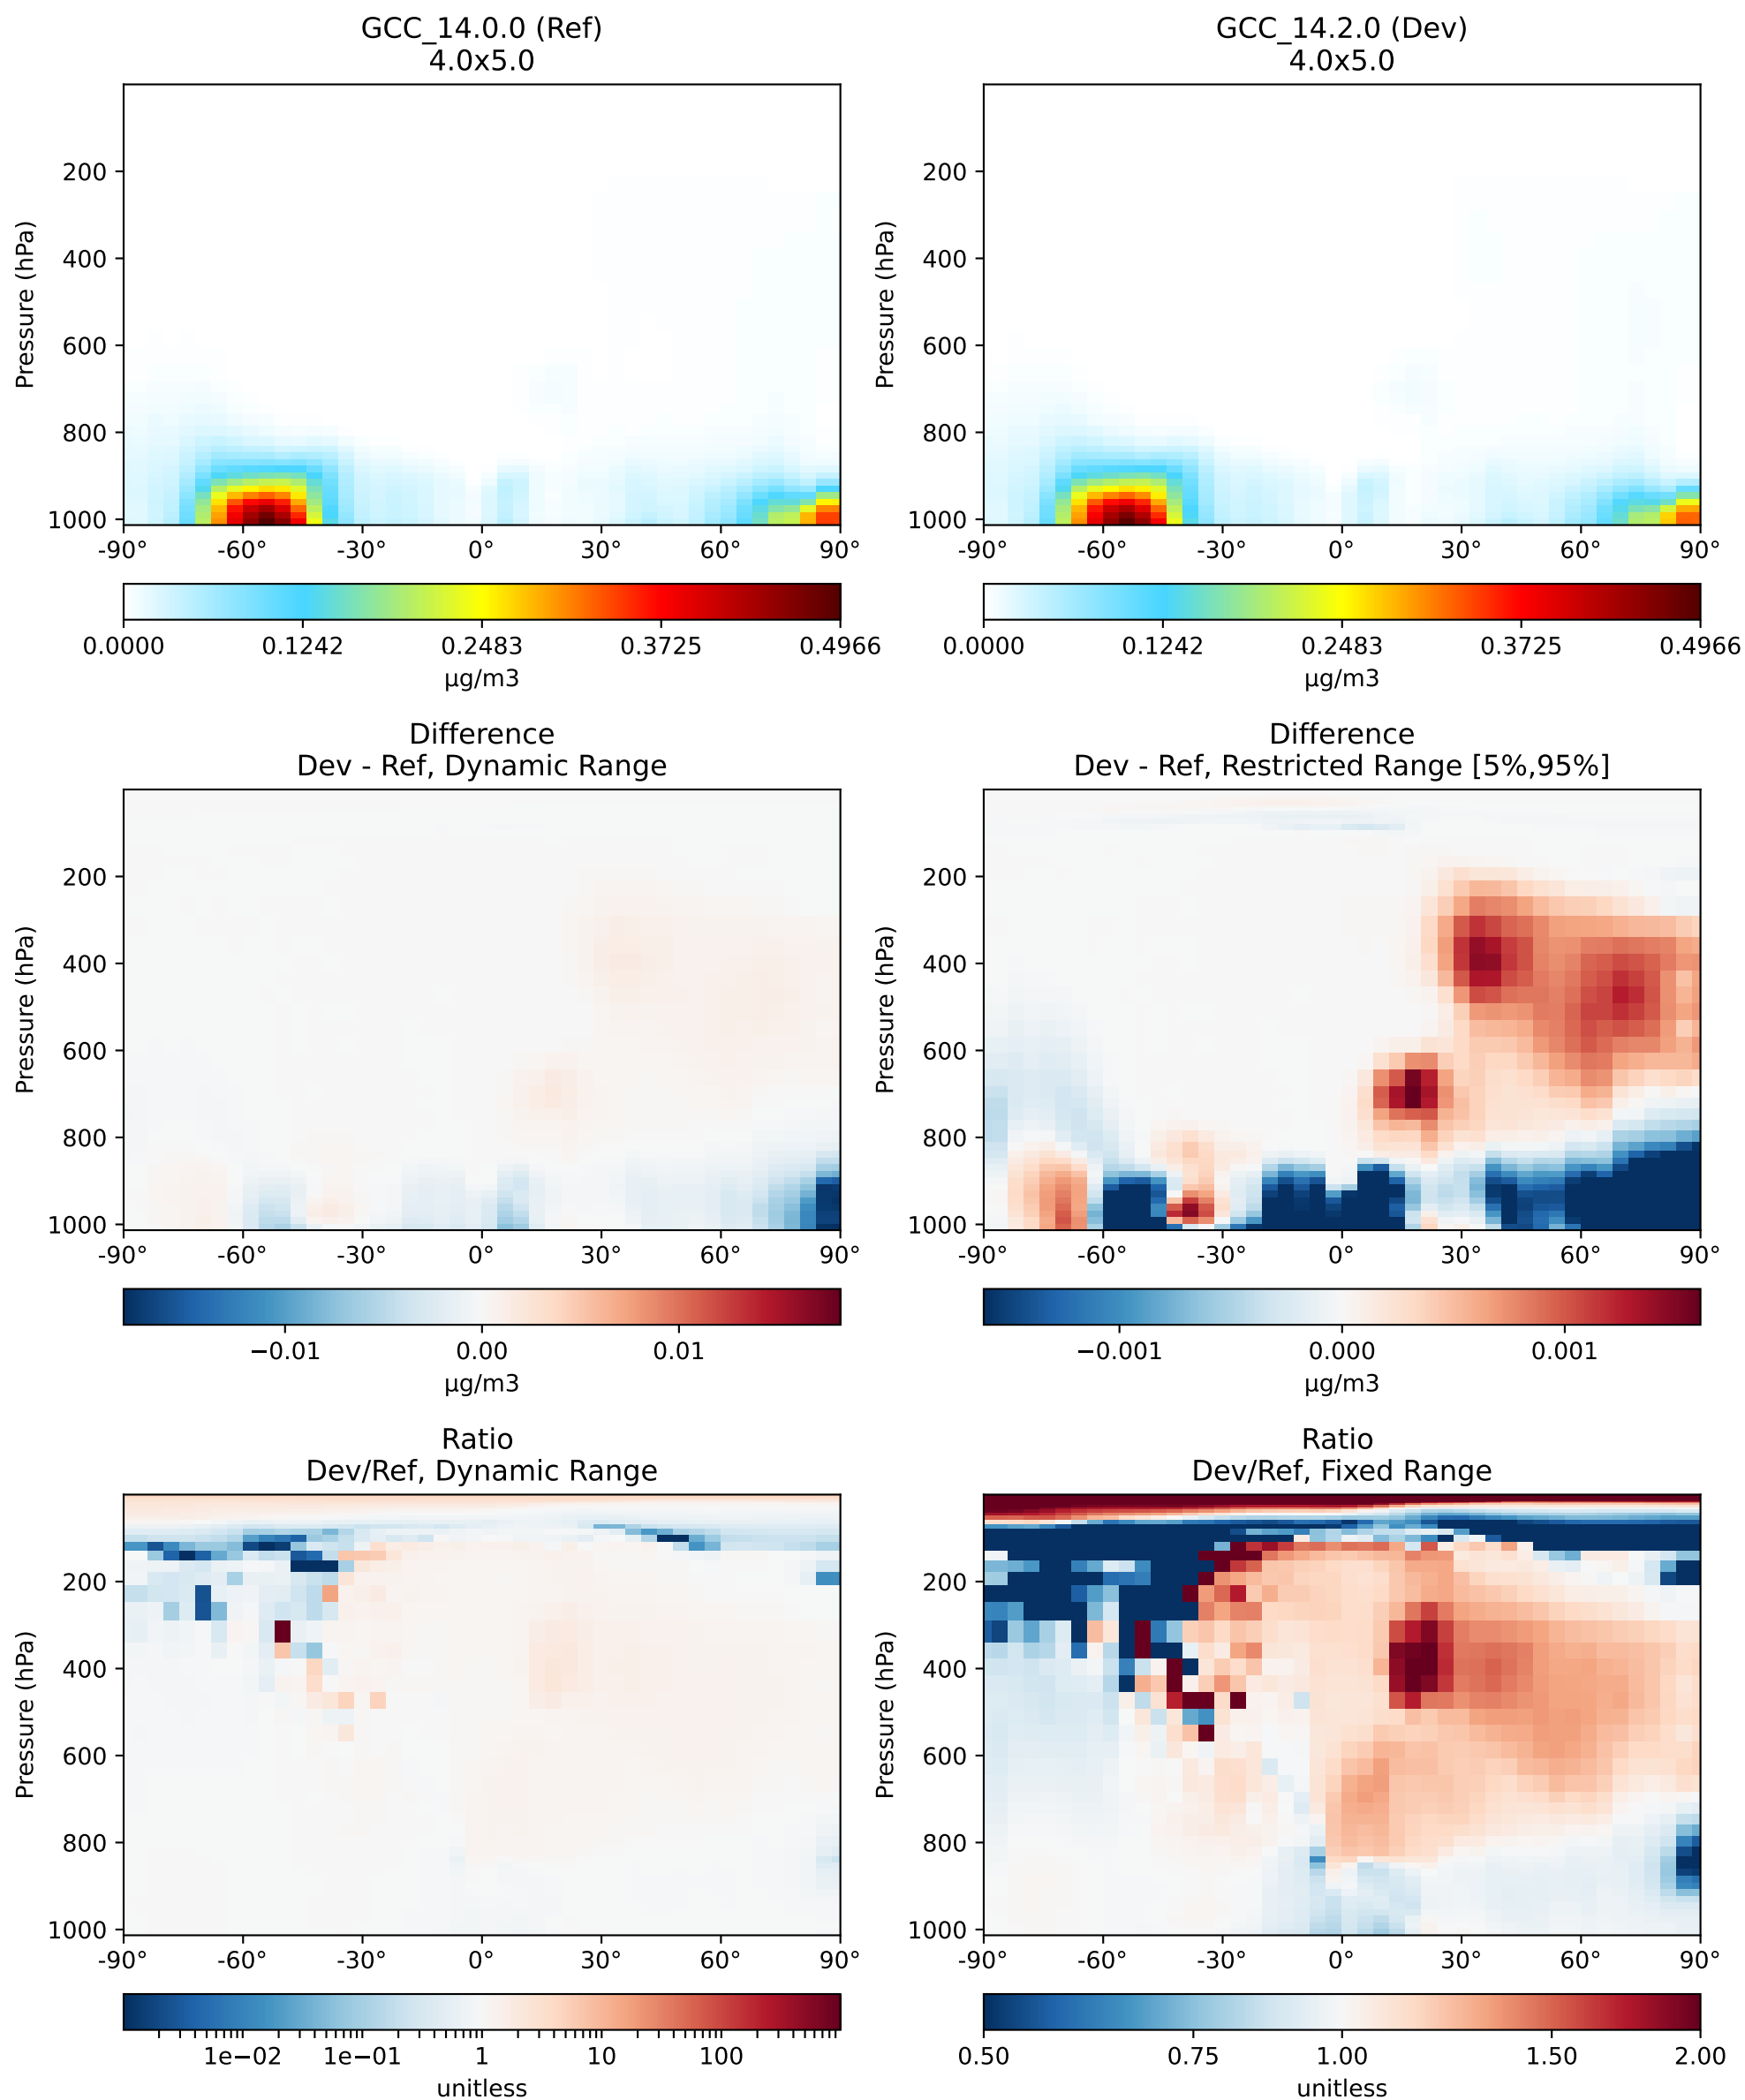 GCC_14.0.0 (Ref)
4.0x5.0
Pressure (hPa)
200
400
600
800
1000
-90° -60° -30° 0° 30° 60° 90°
0.0000 0.1242 0.2483 0.3725 0.4966
μg/m3
GCC_14.2.0 (Dev)
4.0x5.0
Pressure (hPa)
200
400
600
800
1000
-90° -60° -30° 0° 30° 60° 90°
0.0000 0.1242 0.2483 0.3725 0.4966
μg/m3
Difference
Dev - Ref, Dynamic Range
Pressure (hPa)
200
400
600
800
1000
-90° -60° -30° 0° 30° 60° 90°
−0.01 0.00 0.01
μg/m3
Difference
Dev - Ref, Restricted Range [5%,95%]
Pressure (hPa)
200
400
600
800
1000
-90° -60° -30° 0° 30° 60° 90°
−0.001 0.000 0.001
μg/m3
Ratio
Dev/Ref, Dynamic Range
Pressure (hPa)
200
400
600
800
1000
-90° -60° -30° 0° 30° 60° 90°
1e−02 1e−01 1 10 100
unitless
Ratio
Dev/Ref, Fixed Range
Pressure (hPa)
200
400
600
800
1000
-90° -60° -30° 0° 30° 60° 90°
0.50 0.75 1.00 1.50 2.00
unitless